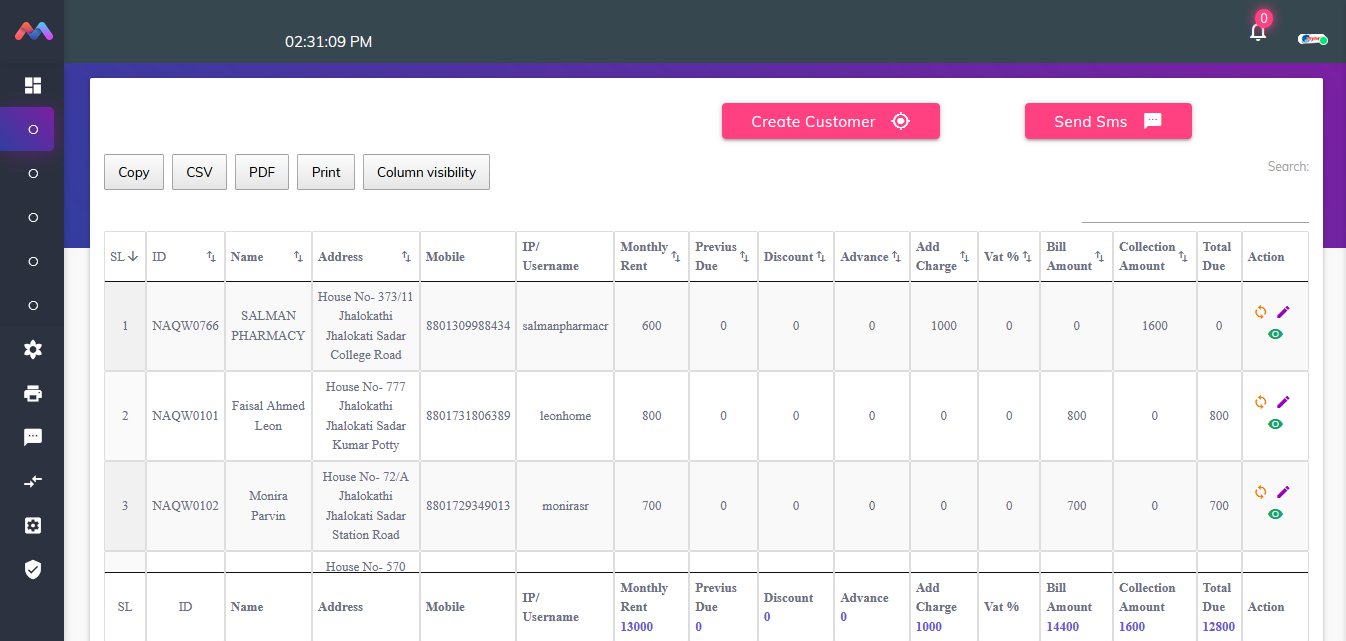 0
02:31:09 PM
Create Customer
Send Sms
Copy
CSV
PDF
Print
Column visibility
Search:
SL
ID
Name
Address
Mobile
IP/
Username
Monthly
Rent
Previus
Due
Discount
Advance
Add
Charge
Vat %
Bill
Amount
Collection
Amount
Total
Due
Action
1
NAQW0766
SALMAN
PHARMACY
House No- 373/11
Jhalokathi
Jhalokati Sadar
College Road
8801309988434
salmanpharmacr
600
0
0
0
1000
0
0
1600
0
2
NAQW0101
Faisal Ahmed
Leon
House No- 777
Jhalokathi
Jhalokati Sadar
Kumar Potty
8801731806389
leonhome
800
0
0
0
0
0
800
0
800
3
NAQW0102
Monira
Parvin
House No- 72/A
Jhalokathi
Jhalokati Sadar
Station Road
8801729349013
monirasr
700
0
0
0
0
0
700
0
700
House No- 570
SL
ID
Name
Address
Mobile
IP/
Username
Monthly
Rent
13000
Previus
Due
0
Discount
0
Advance
0
Add
Charge
1000
Vat %
Bill
Amount
14400
Collection
Amount
1600
Total
Due
12800
Action